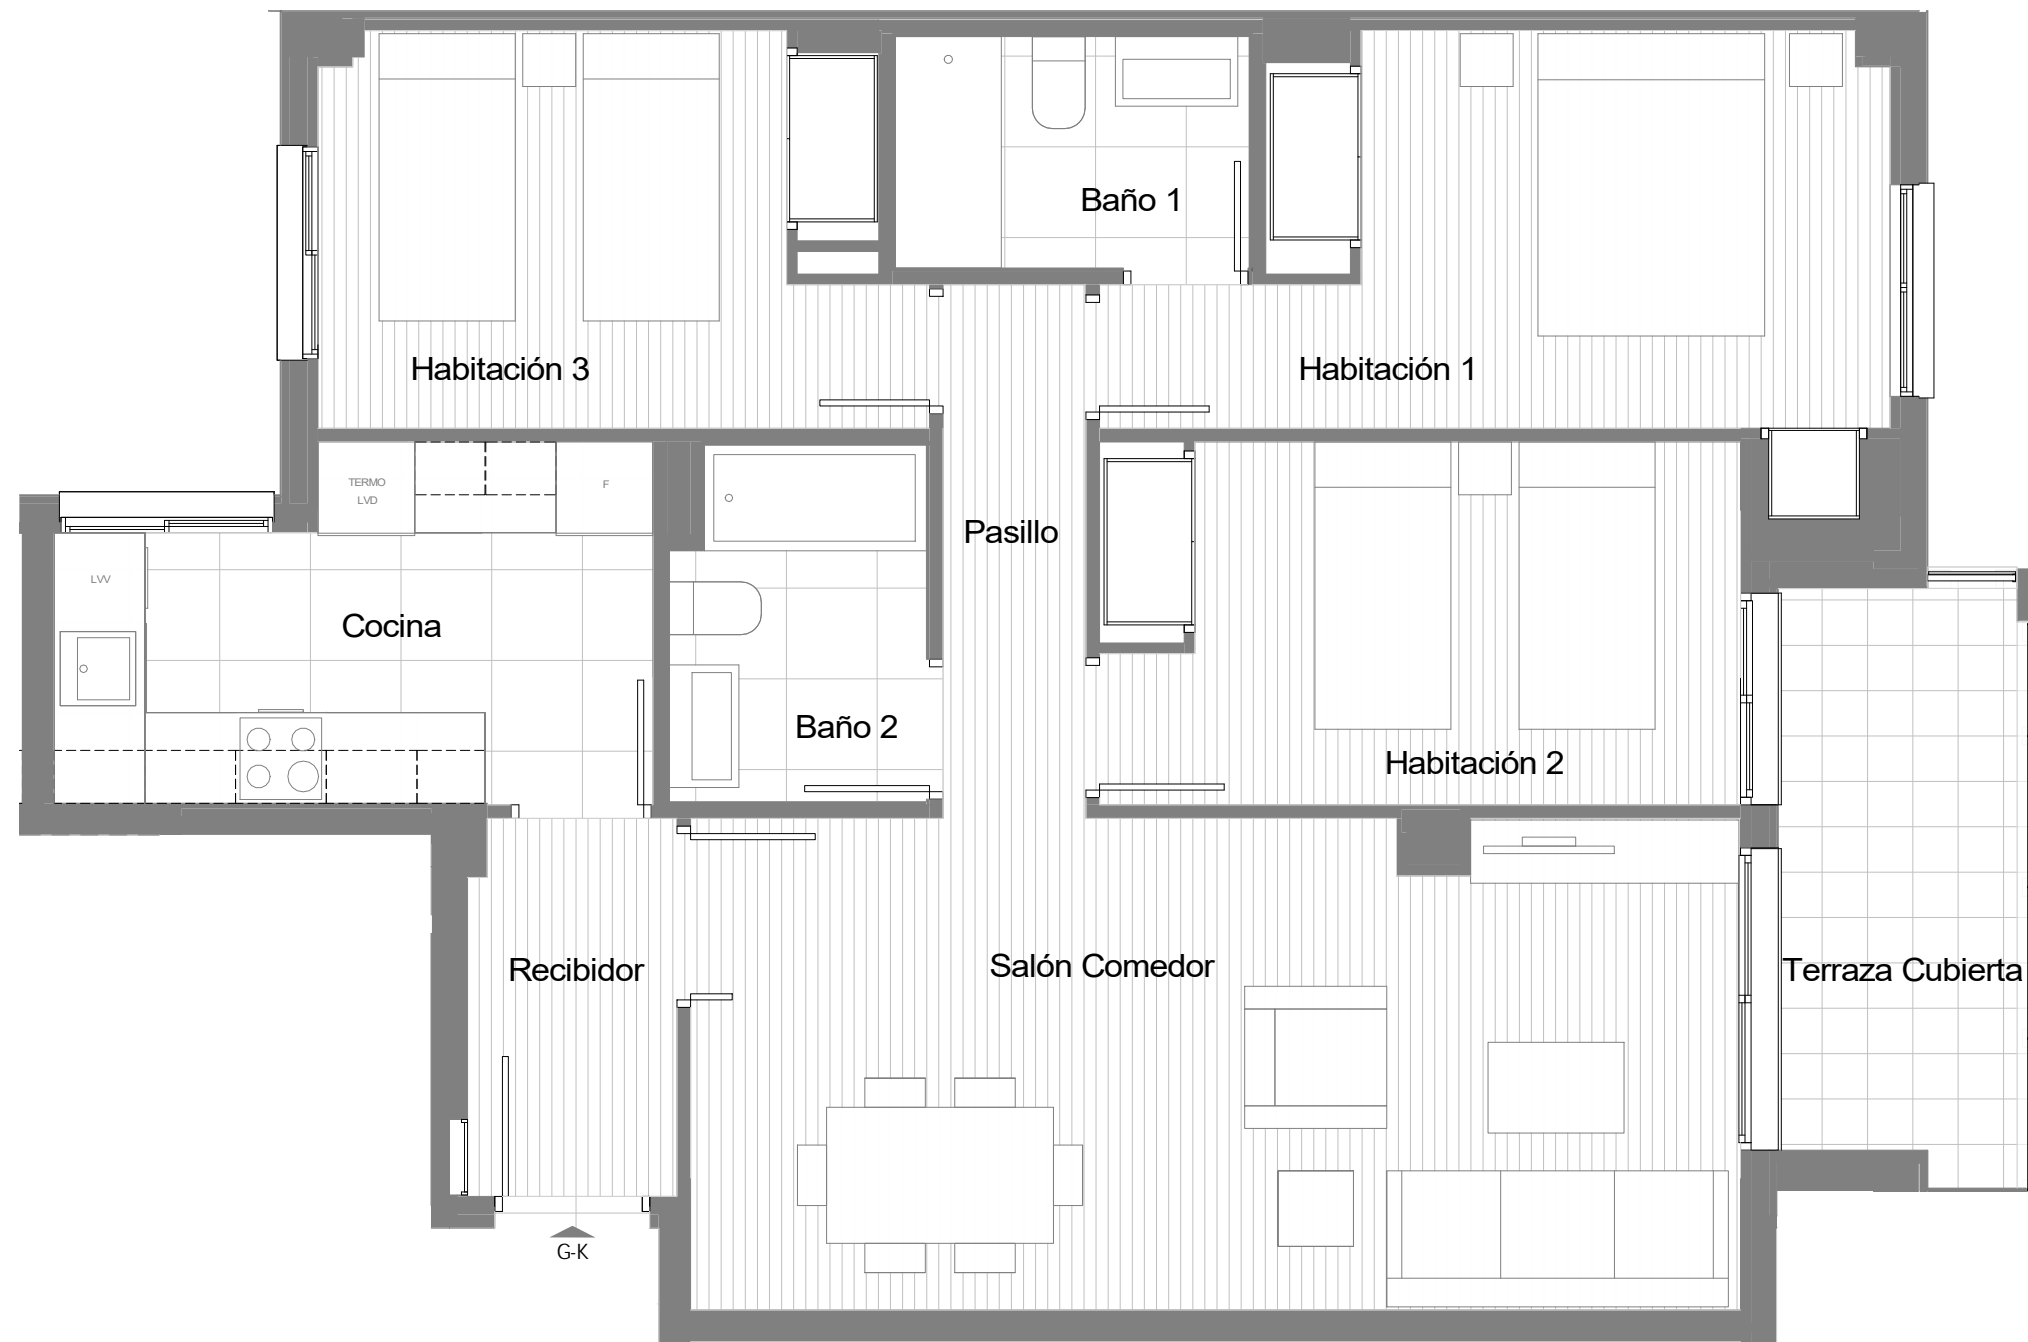 Baño 1
Habitación 3
Habitación 1
TERMO
LVD
F
Pasillo
LVV
Cocina
Baño 2
Habitación 2
Recibidor
Salón Comedor
Terraza Cubierta
G-K